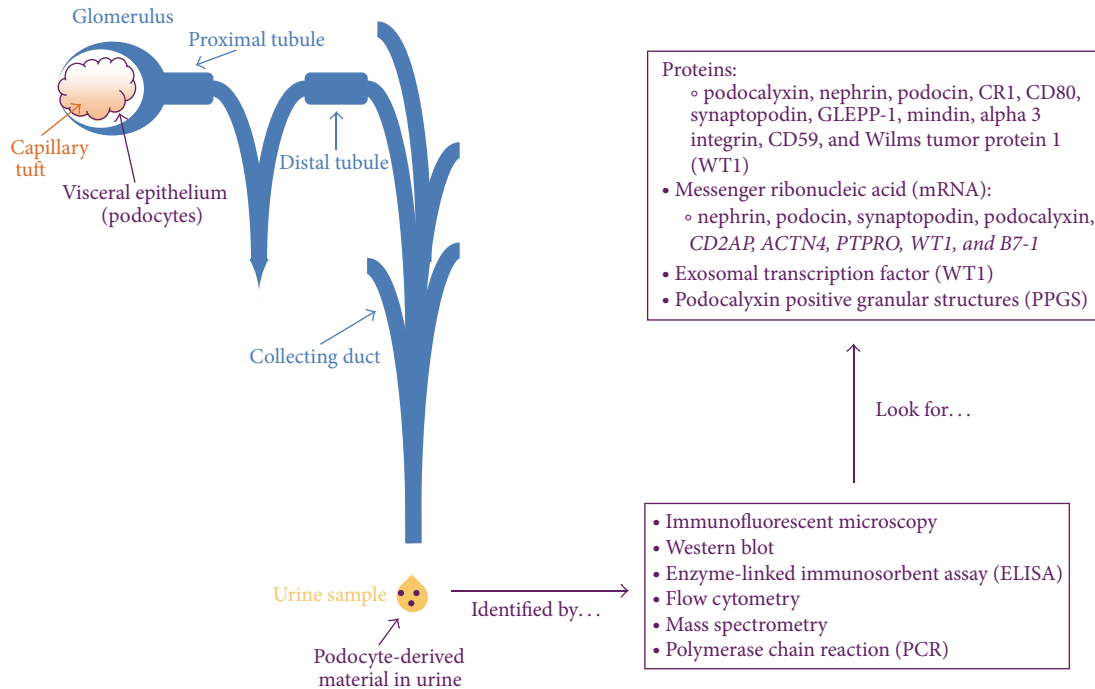 Glomerulus
Proximal tubule
Capillary
tuft
Visceral epithelium
(podocytes)
Distal tubule
Collecting duct
Urine sample
Podocyte-derived
material in urine
Identified by…
• Immunofluorescent microscopy
• Western blot
• Enzyme-linked immunosorbent assay (ELISA)
• Flow cytometry
• Mass spectrometry
• Polymerase chain reaction (PCR)
Look for…
Proteins:
∘ podocalyxin, nephrin, podocin, CR1, CD80,
synaptopodin, GLEPP-1, mindin, alpha 3
integrin, CD59, and Wilms tumor protein 1
(WT1)
• Messenger ribonucleic acid (mRNA):
∘ nephrin, podocin, synaptopodin, podocalyxin,
CD2AP, ACTN4, PTPRO, WT1, and B7-1
• Exosomal transcription factor (WT1)
• Podocalyxin positive granular structures (PPGS)